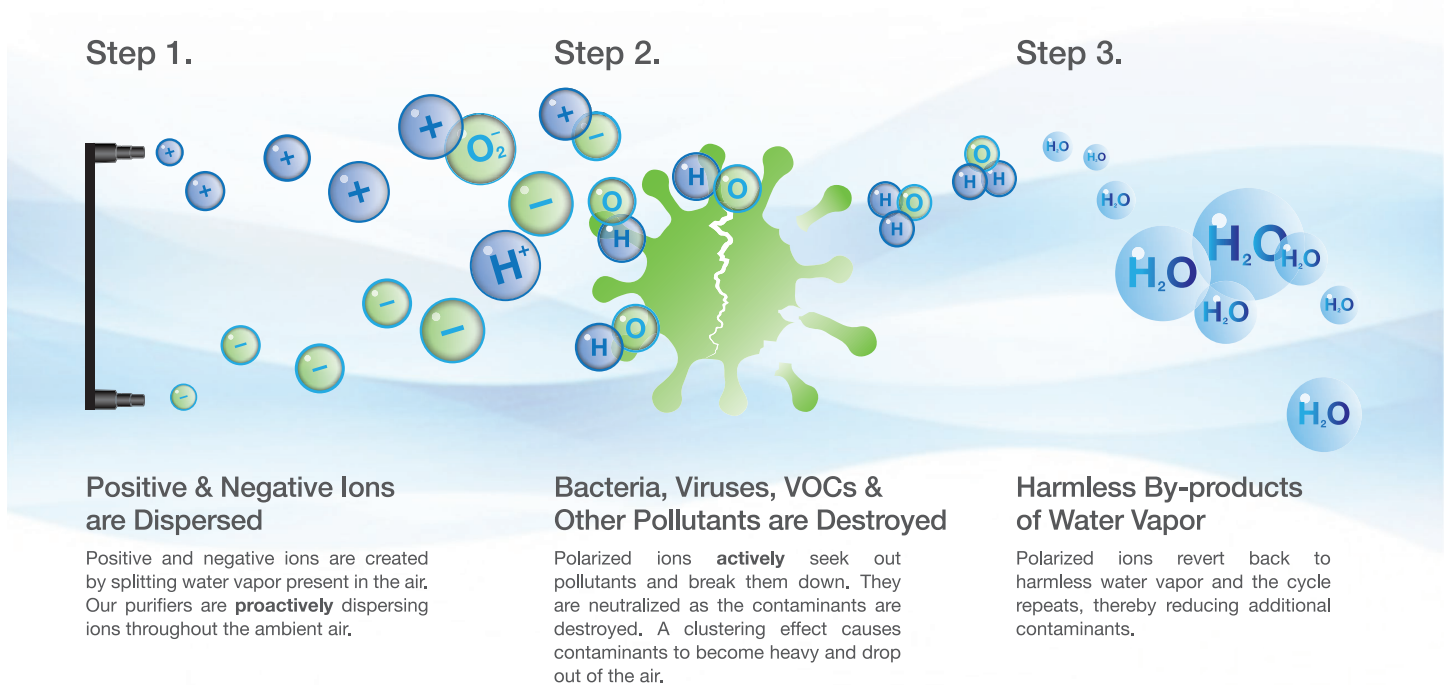 Step 1.
Step 2.
Step 3.
+
+
+
+
+
O₂⁻
+
−
−
H⁺
−
−
−
−
−
O
H
H
O
H
O
H
O
H
O
H
H
H₂O
H₂O
H₂O
H₂O
H₂O
H₂O
H₂O
H₂O
H₂O
Positive & Negative Ions
are Dispersed
Positive and negative ions are created
by splitting water vapor present in the air.
Our purifiers are proactively dispersing
ions throughout the ambient air.
Bacteria, Viruses, VOCs &
Other Pollutants are Destroyed
Polarized ions actively seek out
pollutants and break them down. They
are neutralized as the contaminants are
destroyed. A clustering effect causes
contaminants to become heavy and drop
out of the air.
Harmless By-products
of Water Vapor
Polarized ions revert back to
harmless water vapor and the cycle
repeats, thereby reducing additional
contaminants.